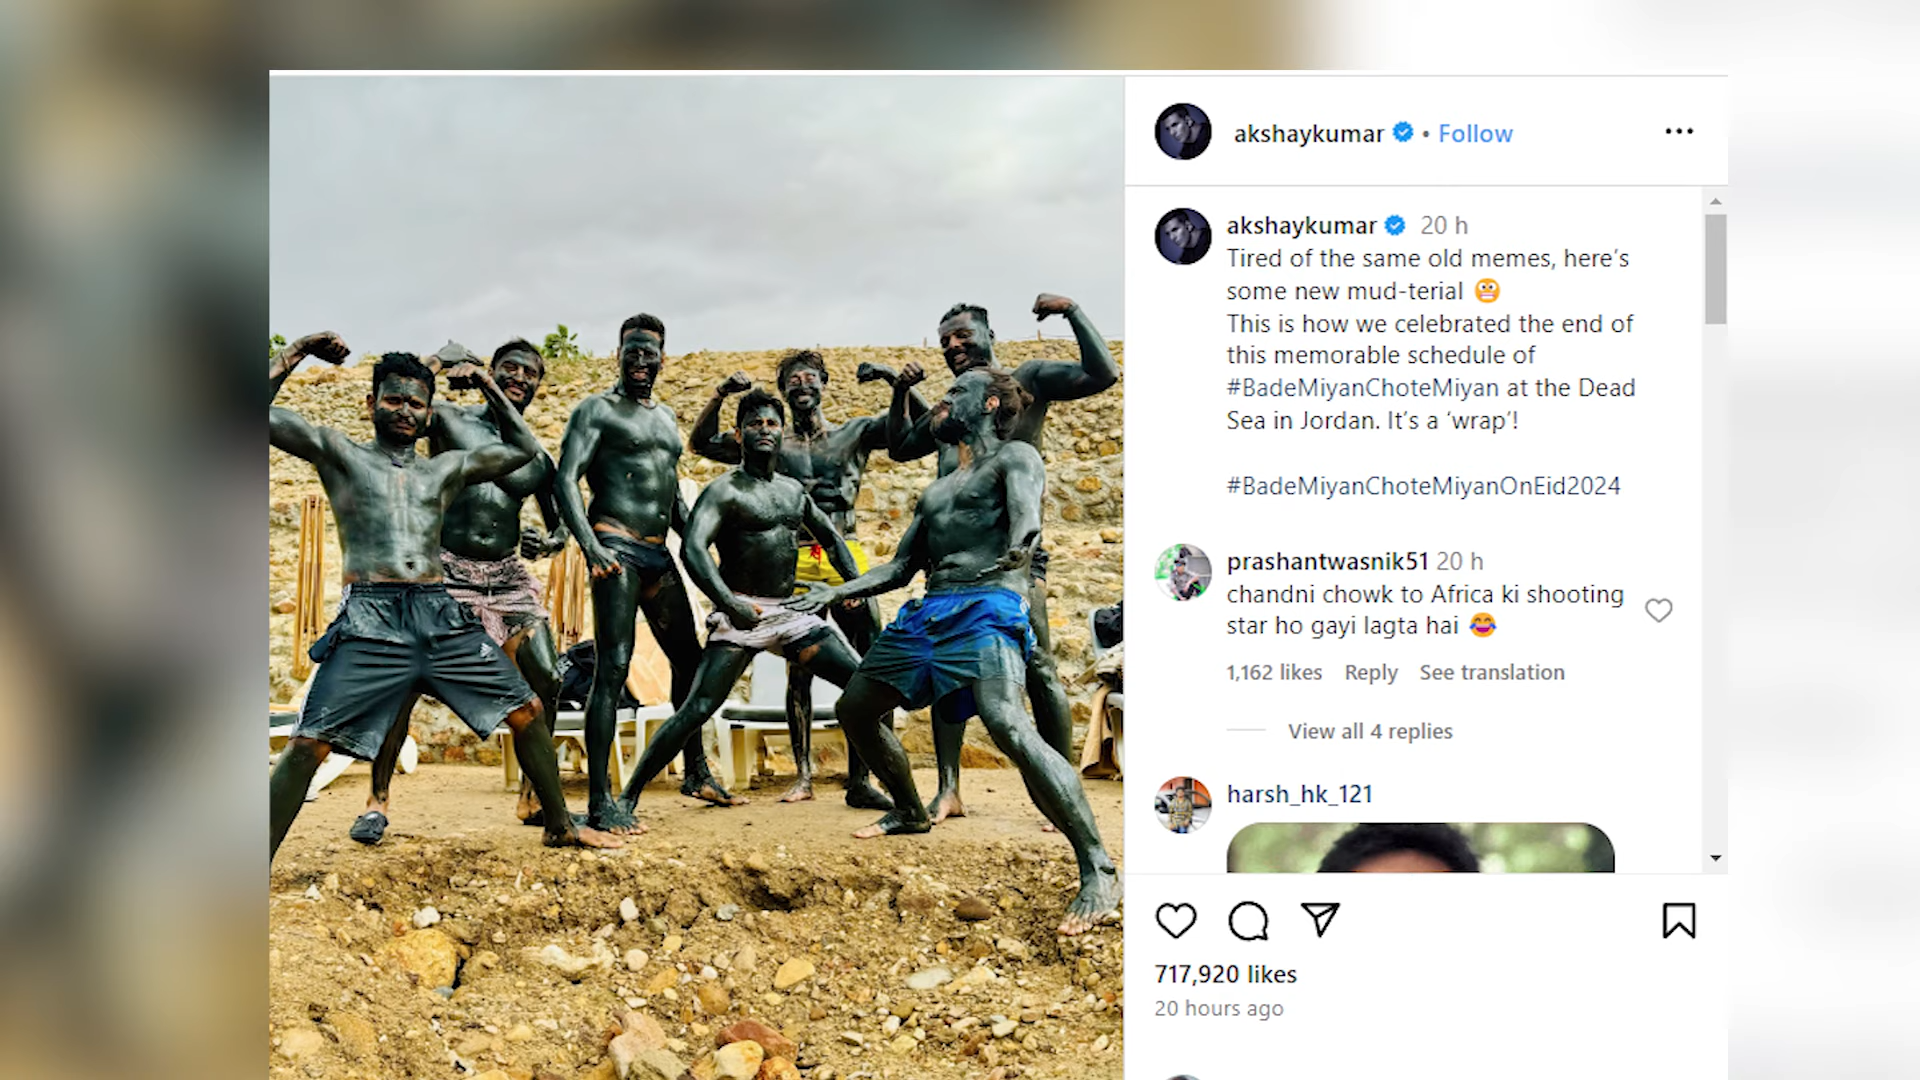 akshaykumar • Follow
akshaykumar 20 h
Tired of the same old memes, here’s
some new mud-terial 😬
This is how we celebrated the end of
this memorable schedule of
#BadeMiyanChoteMiyan at the Dead
Sea in Jordan. It’s a ‘wrap’!
#BadeMiyanChoteMiyanOnEid2024
prashantwasnik51 20 h
chandni chowk to Africa ki shooting
star ho gayi lagta hai 😂
1,162 likes Reply See translation
View all 4 replies
harsh_hk_121
717,920 likes
20 hours ago